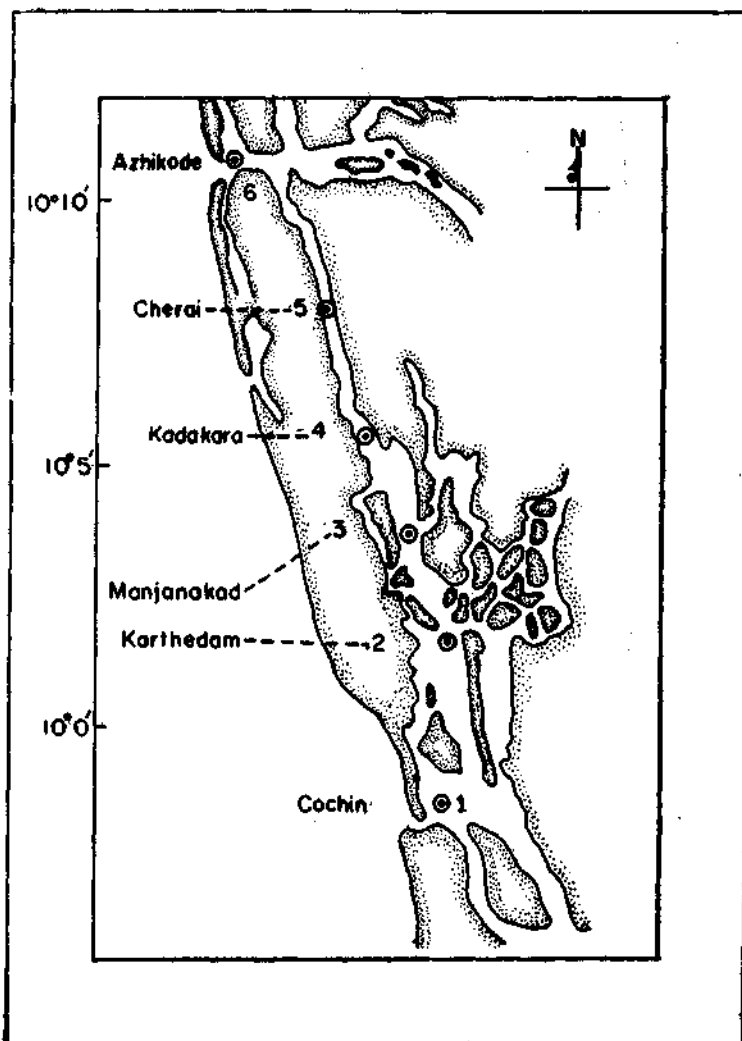 N
Azhikode
6
10°10'
Cherai 5
Kadakara 4
10°5'
3
Manjanakad
Karthedam 2
10°0'
Cochin 1